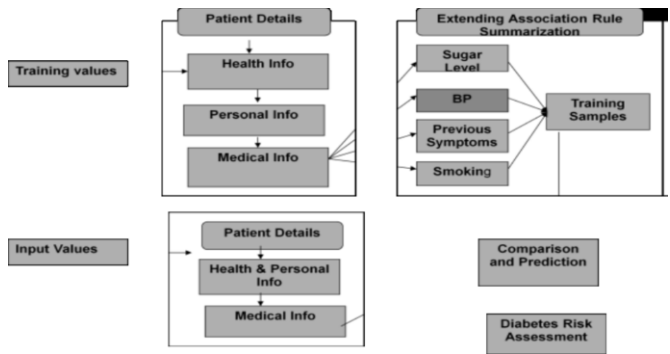 Patient Details
Extending Association Rule
Summarization
Training values
Health Info
Personal Info
Medical Info
Sugar
Level
BP
Previous
Symptoms
Smoking
Training
Samples
Input Values
Patient Details
Health & Personal
Info
Medical Info
Comparison
and Prediction
Diabetes Risk
Assessment